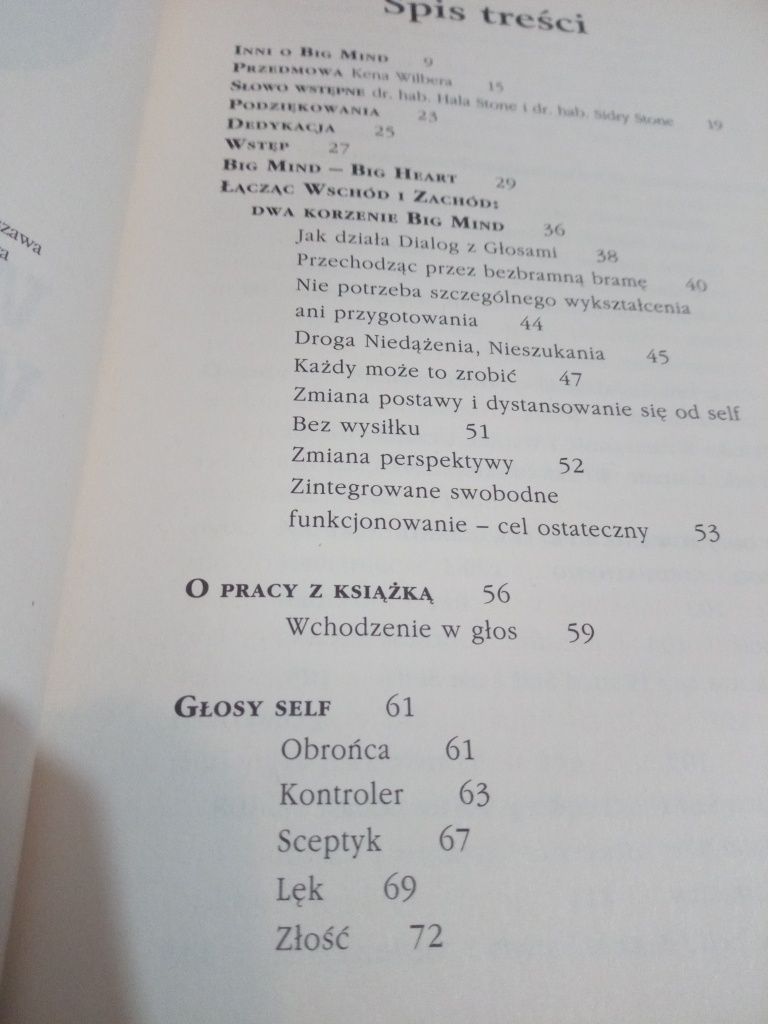 Spis treści
Inni o Big Mind 9
Przedmowa Kena Wilbera 15
Słowo wstępne dr. hab. Hala Stone i dr. hab. Sidry Stone 19
Podziękowania 23
Dedykacja 25
Wstęp 27
Big Mind – Big Heart 29
Łącząc Wschód i Zachód:
dwa korzenie Big Mind 36
Jak działa Dialog z Głosami 38
Przechodząc przez bezbramną bramę 40
Nie potrzeba szczególnego wykształcenia
ani przygotowania 44
Droga Niedążenia, Nieszukania 45
Każdy może to zrobić 47
Zmiana postawy i dystansowanie się od self
Bez wysiłku 51
Zmiana perspektywy 52
Zintegrowane swobodne
funkcjonowanie – cel ostateczny 53
O pracy z książką 56
Wchodzenie w głos 59
Głosy self 61
Obrońca 61
Kontroler 63
Sceptyk 67
Lęk 69
Złość 72